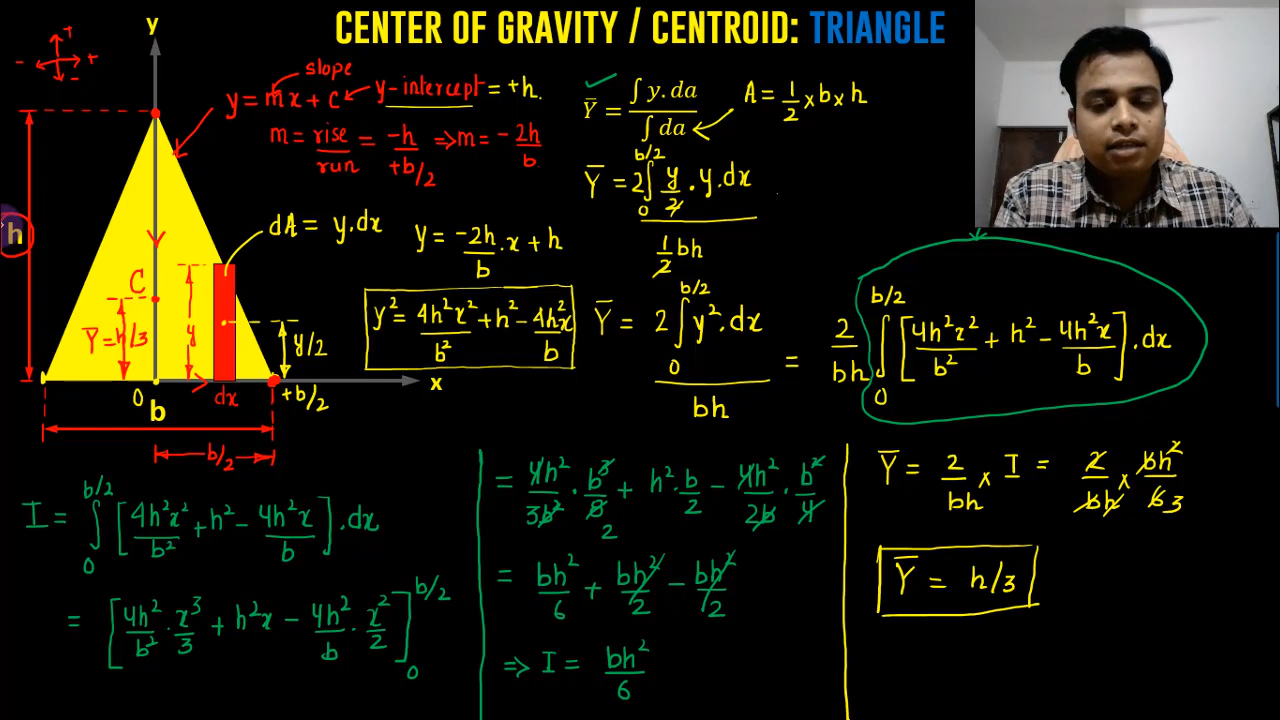 CENTER OF GRAVITY / CENTROID: TRIANGLE
y
+
- +
-
slope
y = mx + c y-intercept = +h.
m = rise/run = -h/+b/2 ⇒ m = -2h/b
h
dA = y.dx
y = -2h/b . x + h
y² = 4h²x²/b² + h² - 4h²x/b
C
Y̅ = h/3
y
y/2
x
0
b
dx
+b/2
b/2
Y̅ = ∫ y.da / ∫ da
A = 1/2 × b × h
Y̅ = 2 ∫₀^(b/2) y/2 . y.dx
1/2 bh
Y̅ = 2 ∫₀^(b/2) y² . dx / bh
= 2/bh ∫₀^(b/2) [4h²x²/b² + h² - 4h²x/b] . dx
I = ∫₀^(b/2) [4h²x²/b² + h² - 4h²x/b] . dx
= [4h²/b² . x³/3 + h²x - 4h²/b . x²/2]₀^(b/2)
= 4h²/3b² . b³/8 2 + h² . b/2 - 4h²/2b . b²/4
= bh²/6 + bh²/2 - bh²/2
⇒ I = bh²/6
Y̅ = 2/bh × I = 2/bh × bh²/6 3
Y̅ = h/3